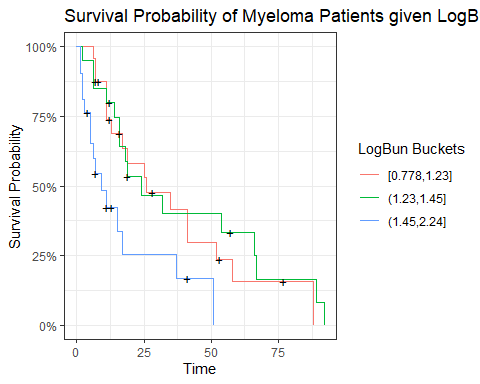 Survival Probability of Myeloma Patients given LogB
Survival Probability
100%
75%
50%
25%
0%
0 25 50 75
Time
LogBun Buckets
[0.778,1.23]
(1.23,1.45]
(1.45,2.24]